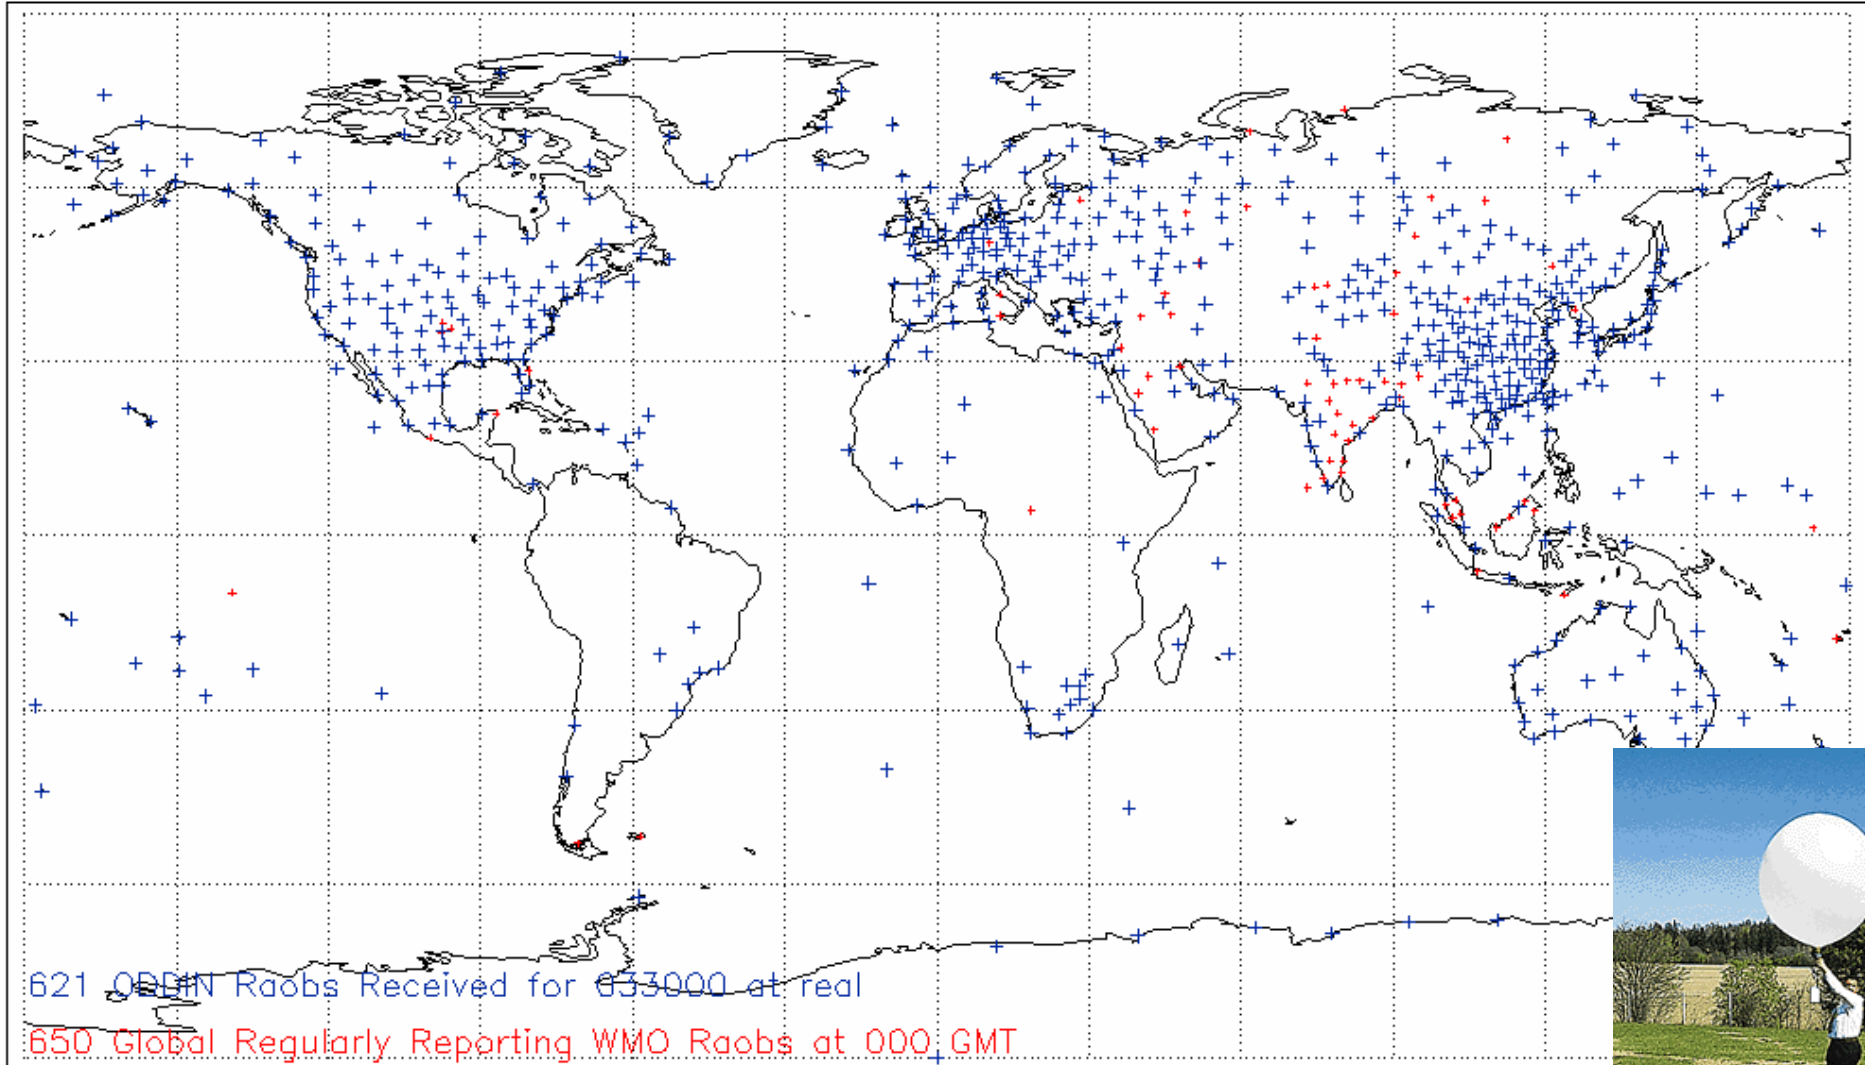 621 ODDIN Raobs Received for 033000 at real
650 Global Regularly Reporting WMO Raobs at 000 GMT